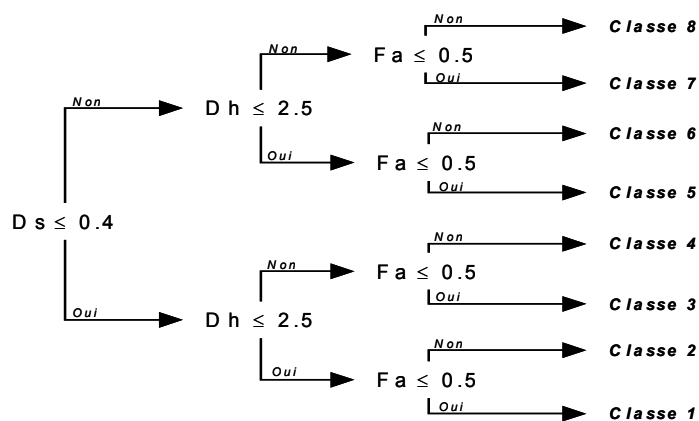 Non
Classe 8
Non
Fa ≤ 0.5
Oui
Classe 7
Non
Dh ≤ 2.5
Non
Classe 6
Oui
Fa ≤ 0.5
Oui
Classe 5
Ds ≤ 0.4
Non
Classe 4
Non
Fa ≤ 0.5
Oui
Classe 3
Oui
Dh ≤ 2.5
Non
Classe 2
Oui
Fa ≤ 0.5
Oui
Classe 1